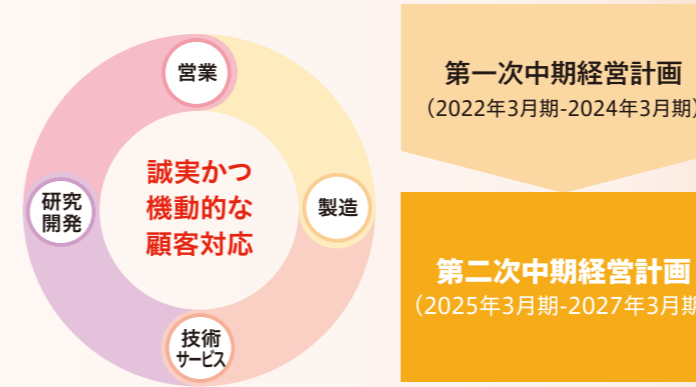 営業
誠実かつ
機動的な
顧客対応
研究
開発
製造
技術
サービス
第一次中期経営計画
（2022年3月期-2024年3月期）
第二次中期経営計画
（2025年3月期-2027年3月期